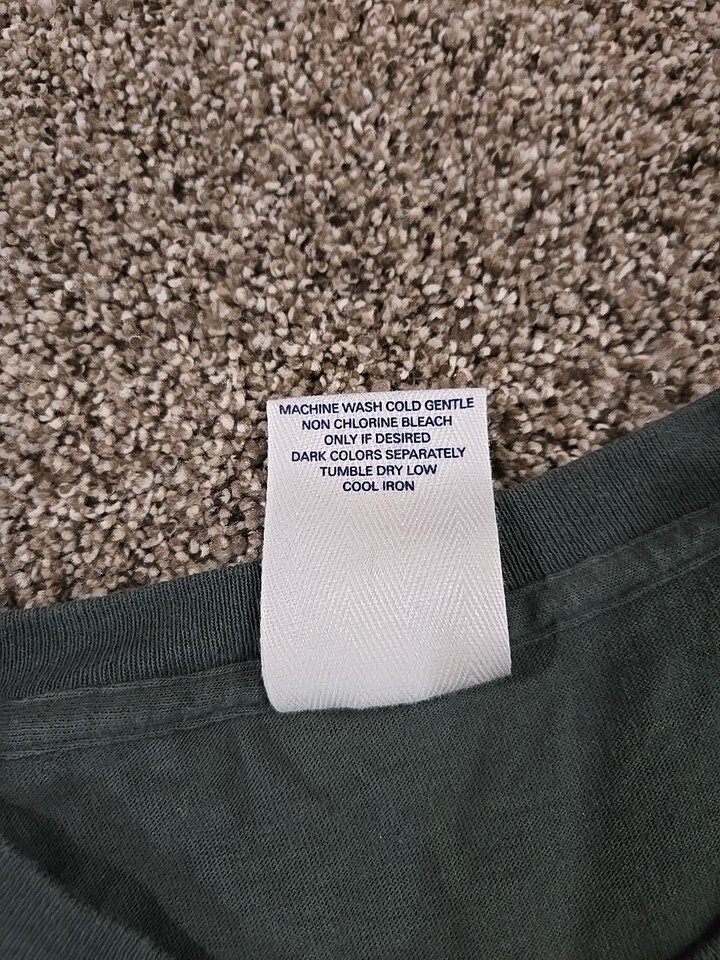 MACHINE WASH COLD GENTLE
NON CHLORINE BLEACH
ONLY IF DESIRED
DARK COLORS SEPARATELY
TUMBLE DRY LOW
COOL IRON